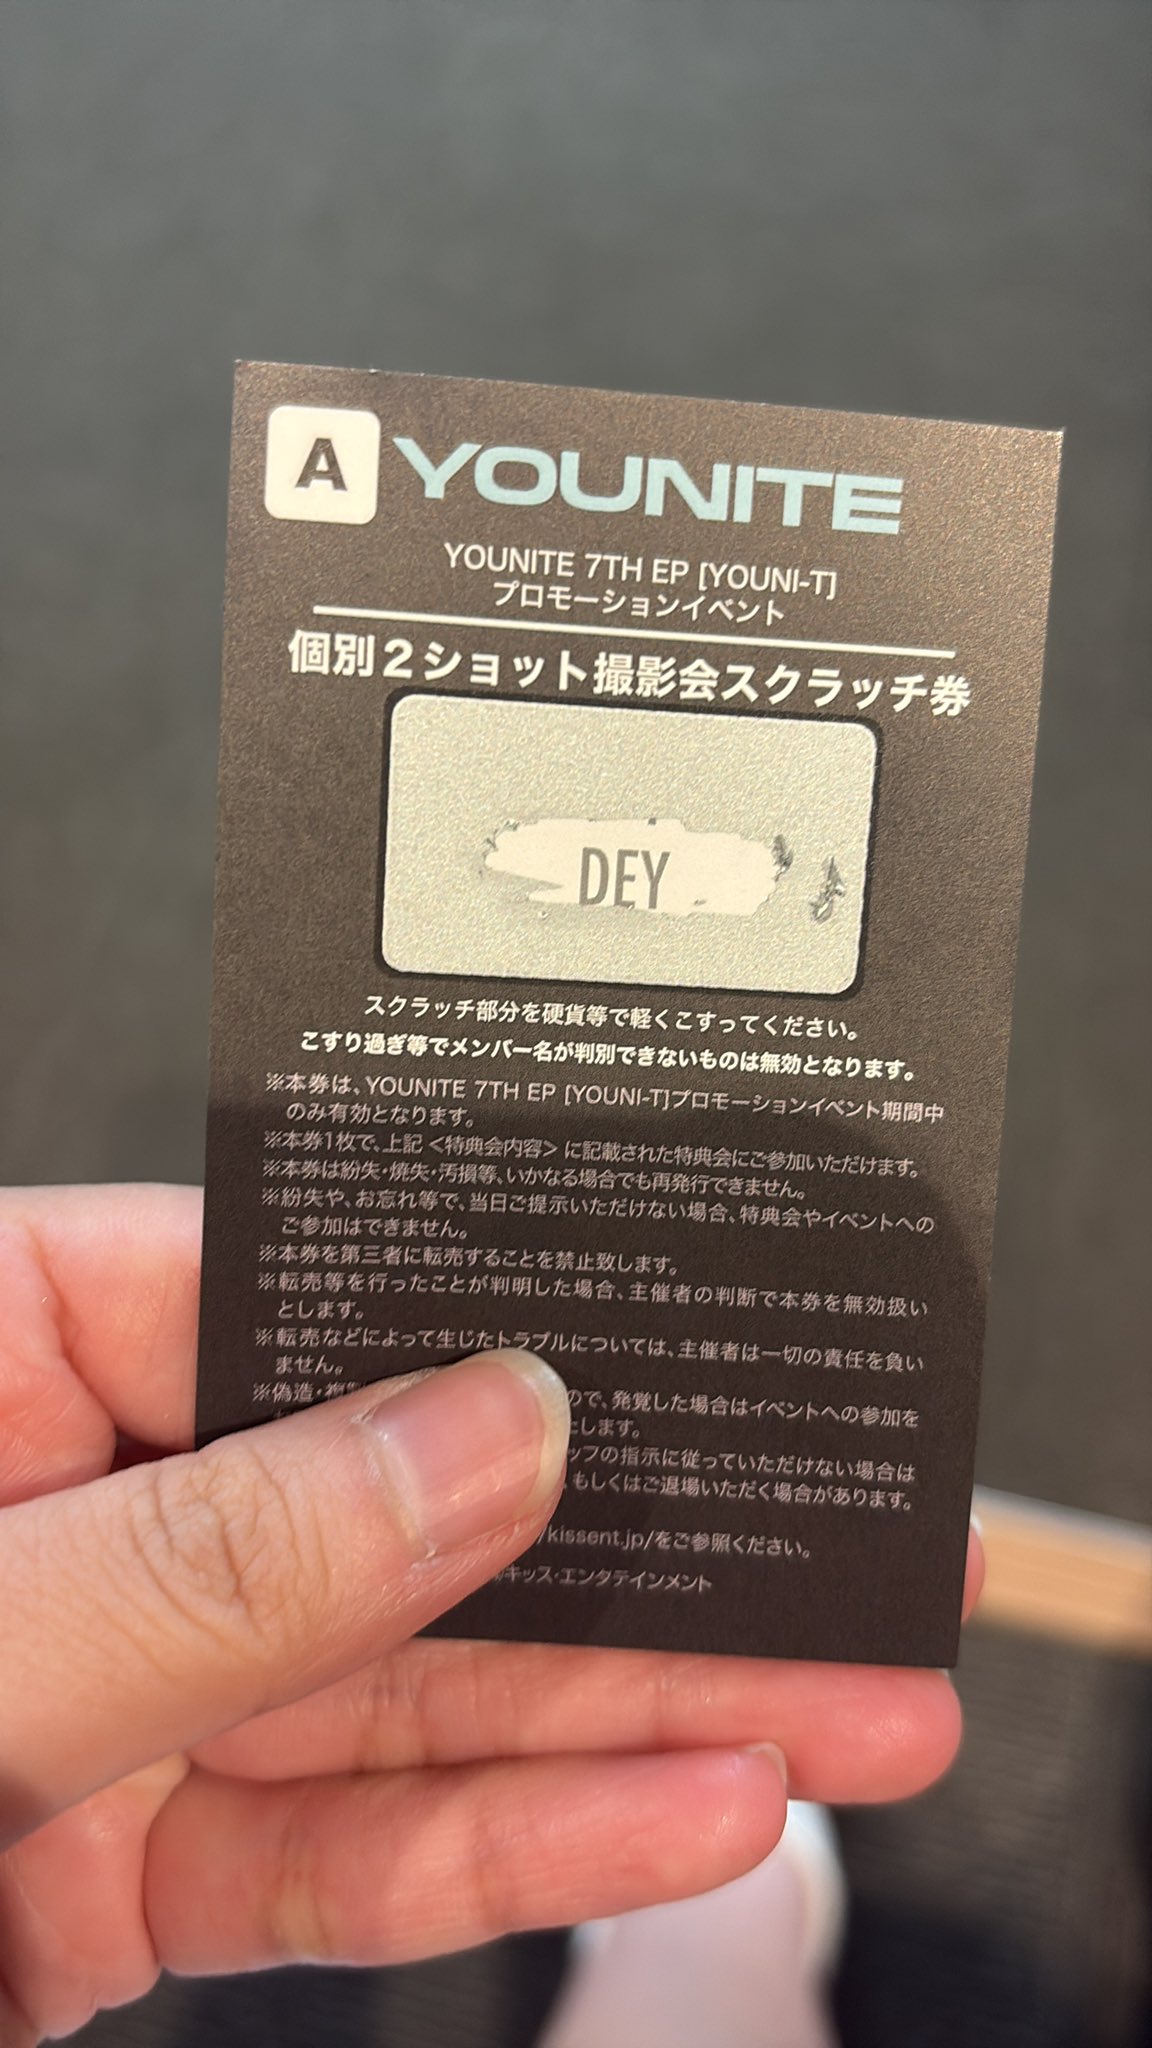 A
YOUNITE
YOUNITE 7TH EP [YOUNI-T]
プロモーションイベント
個別2ショット撮影会スクラッチ券
DEY
スクラッチ部分を硬貨等で軽くこすってください。
こすり過ぎ等でメンバー名が判別できないものは無効となります。
※本券は、YOUNITE 7TH EP [YOUNI-T]プロモーションイベント期間中
のみ有効となります。
※本券1枚で、上記 <特典会内容> に記載された特典会にご参加いただけます。
※本券は紛失・焼失・汚損等、いかなる場合でも再発行できません。
※紛失や、お忘れ等で、当日ご提示いただけない場合、特典会やイベントへの
ご参加はできません。
※本券を第三者に転売することを禁止致します。
※転売等を行ったことが判明した場合、主催者の判断で本券を無効扱い
とします。
※転売などによって生じたトラブルについては、主催者は一切の責任を負い
ません。
※偽造・複製 ので、発覚した場合はイベントへの参加を
たします。
ッフの指示に従っていただけない場合は
、もしくはご退場いただく場合があります。
/kissent.jp/をご参照ください。
キッス・エンタテインメント